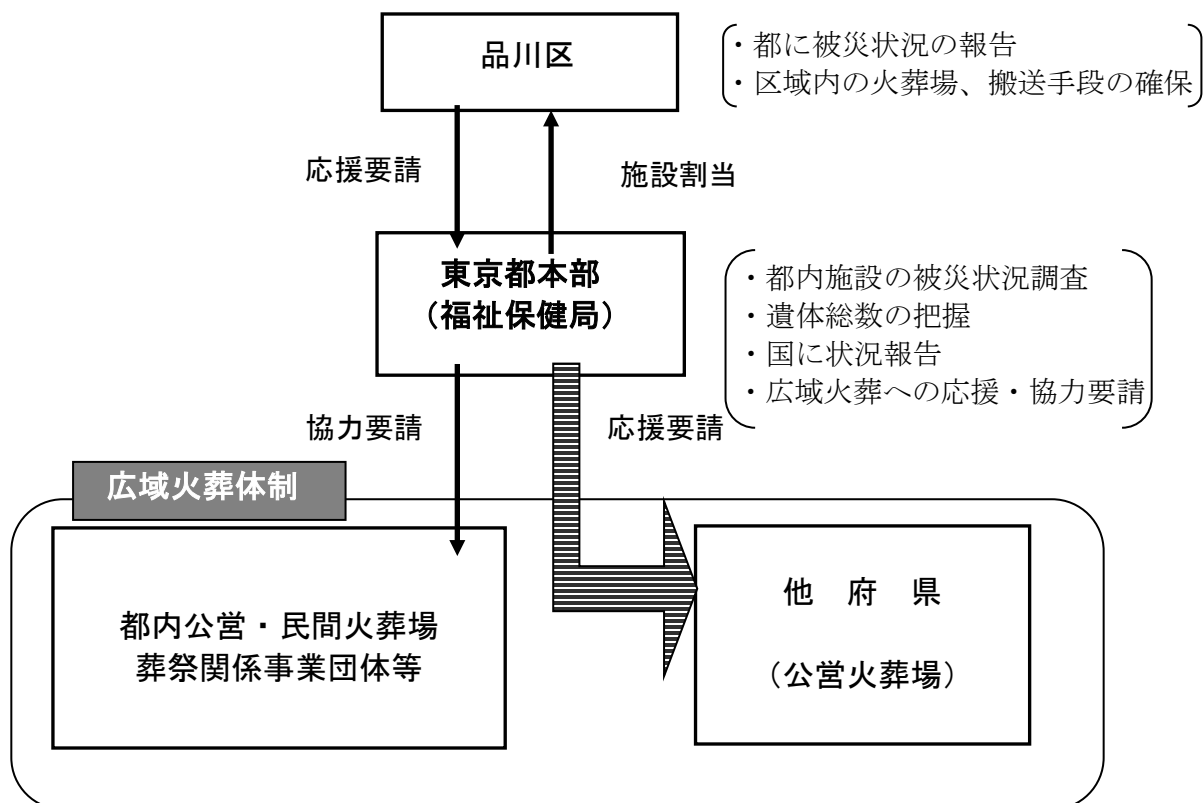 品川区
・都に被災状況の報告
・区域内の火葬場、搬送手段の確保
応援要請
施設割当
東京都本部
（福祉保健局）
・都内施設の被災状況調査
・遺体総数の把握
・国に状況報告
・広域火葬への応援・協力要請
協力要請
応援要請
広域火葬体制
都内公営・民間火葬場
葬祭関係事業団体等
他　府　県
（公営火葬場）